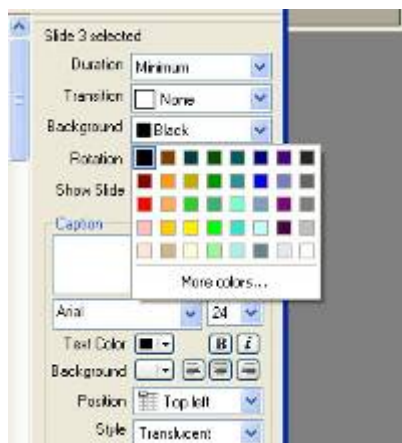 Slide 3 selected
Duration Minimum
Transition None
Background Black
Rotation
Show Slide
Caption
More colors...
Arial 24
Text Color B i
Background
Position Top left
Style Translucent